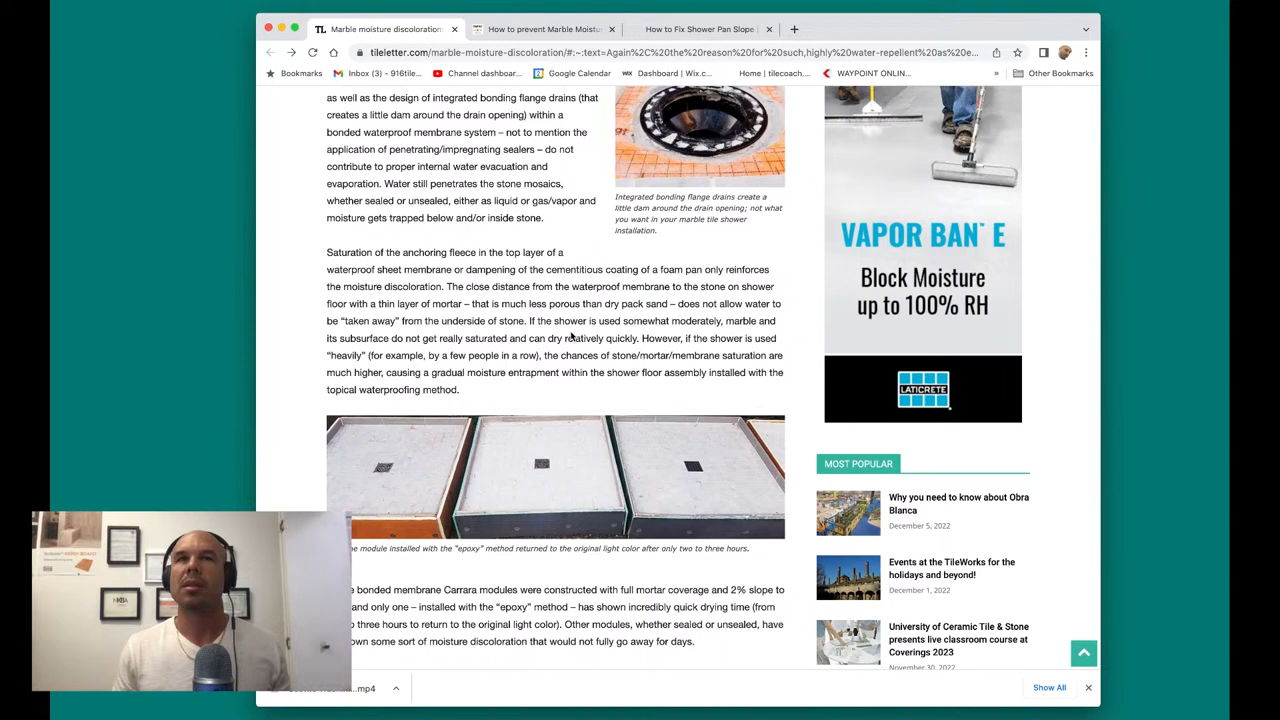 TL Marble moisture discoloration
How to prevent Marble Moistu
How to Fix Shower Pan Slope |
tileletter.com/marble-moisture-discoloration/#:~:text=Again%2C%20the%20reason%20for%20such,highly%20water-repellent%20as%20e...
Bookmarks
Inbox (3) - 916tile...
Channel dashboar...
Google Calendar
WIX Dashboard | Wix.c...
Home | tilecoach....
WAYPOINT ONLIN...
»
Other Bookmarks
as well as the design of integrated bonding flange drains (that
creates a little dam around the drain opening) within a
bonded waterproof membrane system – not to mention the
application of penetrating/impregnating sealers – do not
contribute to proper internal water evacuation and
evaporation. Water still penetrates the stone mosaics,
whether sealed or unsealed, either as liquid or gas/vapor and
moisture gets trapped below and/or inside stone.
Integrated bonding flange drains create a
little dam around the drain opening; not what
you want in your marble tile shower
installation.
Saturation of the anchoring fleece in the top layer of a
waterproof sheet membrane or dampening of the cementitious coating of a foam pan only reinforces
the moisture discoloration. The close distance from the waterproof membrane to the stone on shower
floor with a thin layer of mortar – that is much less porous than dry pack sand – does not allow water to
be “taken away” from the underside of stone. If the shower is used somewhat moderately, marble and
its subsurface do not get really saturated and can dry relatively quickly. However, if the shower is used
“heavily” (for example, by a few people in a row), the chances of stone/mortar/membrane saturation are
much higher, causing a gradual moisture entrapment within the shower floor assembly installed with the
topical waterproofing method.
module installed with the “epoxy” method returned to the original light color after only two to three hours.
bonded membrane Carrara modules were constructed with full mortar coverage and 2% slope to
and only one – installed with the “epoxy” method – has shown incredibly quick drying time (from
three hours to return to the original light color). Other modules, whether sealed or unsealed, have
own some sort of moisture discoloration that would not fully go away for days.
VAPOR BAN™ E
Block Moisture
up to 100% RH
LATICRETE
MOST POPULAR
Why you need to know about Obra
Blanca
December 5, 2022
Events at the TileWorks for the
holidays and beyond!
December 1, 2022
University of Ceramic Tile & Stone
presents live classroom course at
Coverings 2023
November 30, 2022
....mp4
Show All